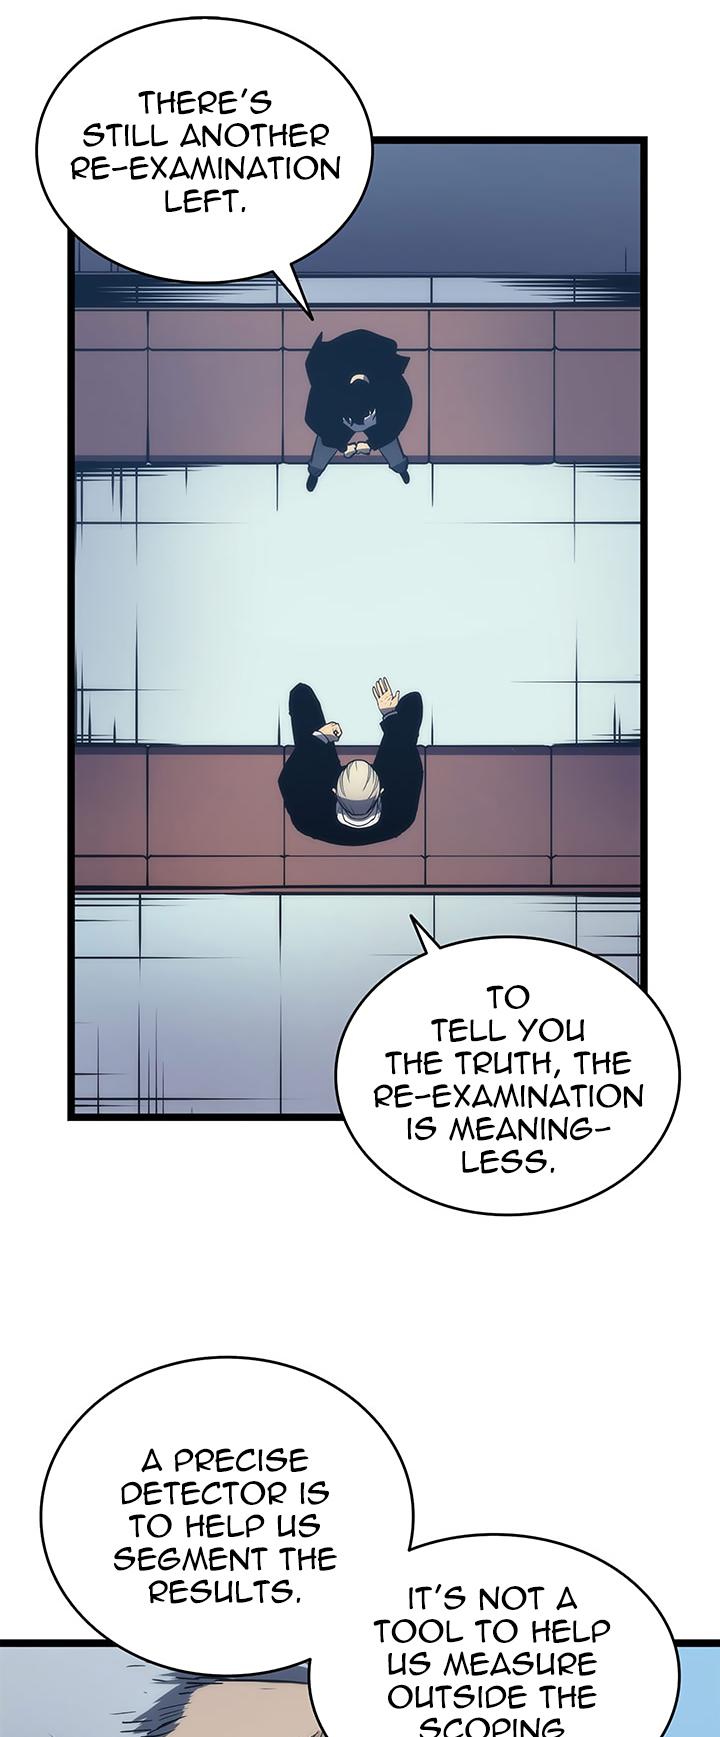 THERE'S
STILL ANOTHER
RE-EXAMINATION
LEFT.
TO
TELL YOU
THE TRUTH, THE
RE-EXAMINATION
IS MEANING-
LESS.
A PRECISE
DETECTOR IS
TO HELP US
SEGMENT THE
RESULTS.
IT'S NOT A
TOOL TO HELP
US MEASURE
OUTSIDE THE
SCOPING